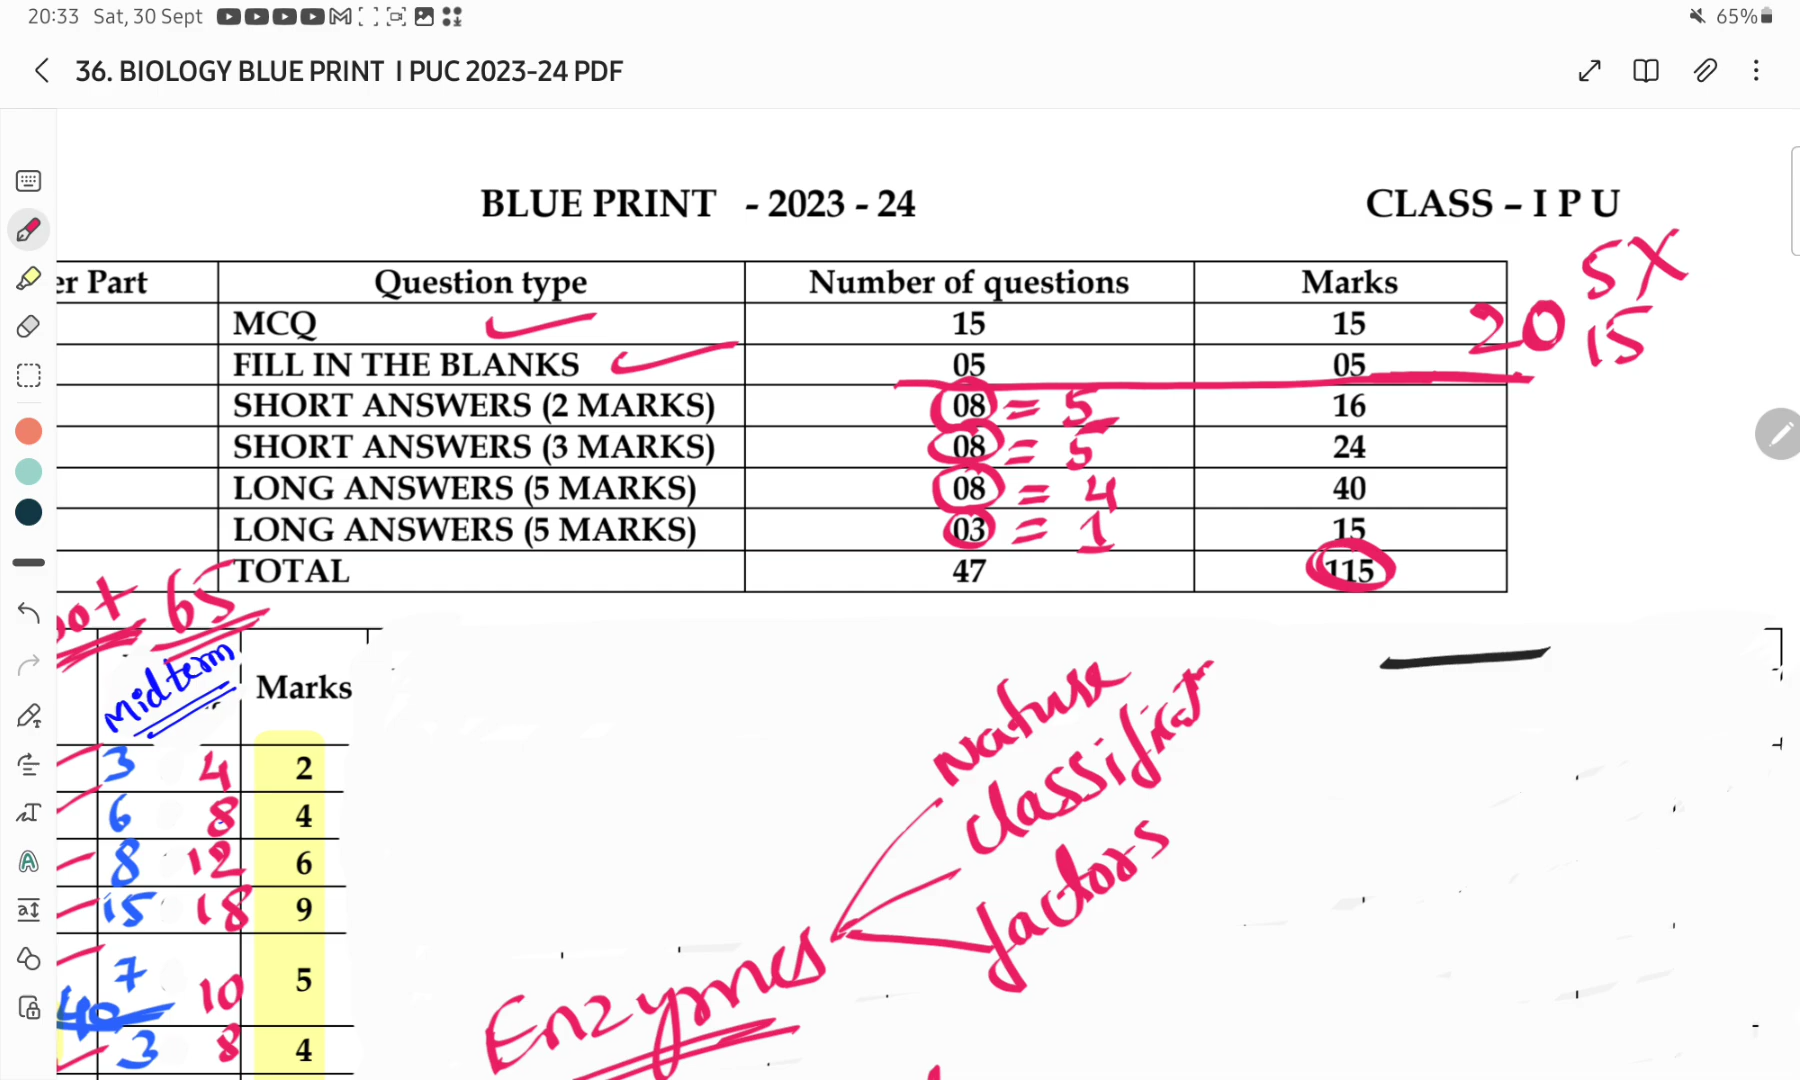 20:33 Sat, 30 Sept
65%
36. BIOLOGY BLUE PRINT I PUC 2023-24 PDF
BLUE PRINT - 2023 - 24 CLASS – I P U
er Part Question type Number of questions Marks
5X
15
MCQ 15 15
20
FILL IN THE BLANKS 05 05
SHORT ANSWERS (2 MARKS) 08 = 5 16
SHORT ANSWERS (3 MARKS) 08 = 5 24
LONG ANSWERS (5 MARKS) 08 = 4 40
LONG ANSWERS (5 MARKS) 03 = 1 15
TOTAL 47 115
65
Midterm Marks
3 4 2
6 8 4
8 12 6
15 18 9
7 10 5
40
3 8 4
Nature
factors
Enzymes